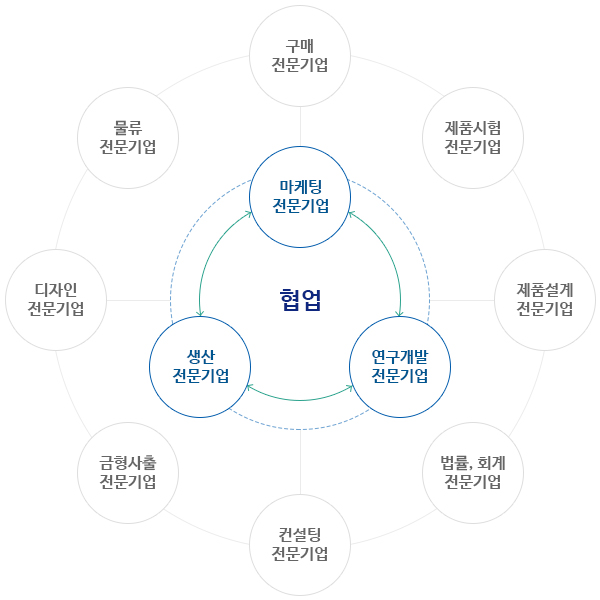 구매
전문기업
물류
전문기업
제품시험
전문기업
마케팅
전문기업
디자인
전문기업
협업
제품설계
전문기업
생산
전문기업
연구개발
전문기업
금형사출
전문기업
법률, 회계
전문기업
컨설팅
전문기업